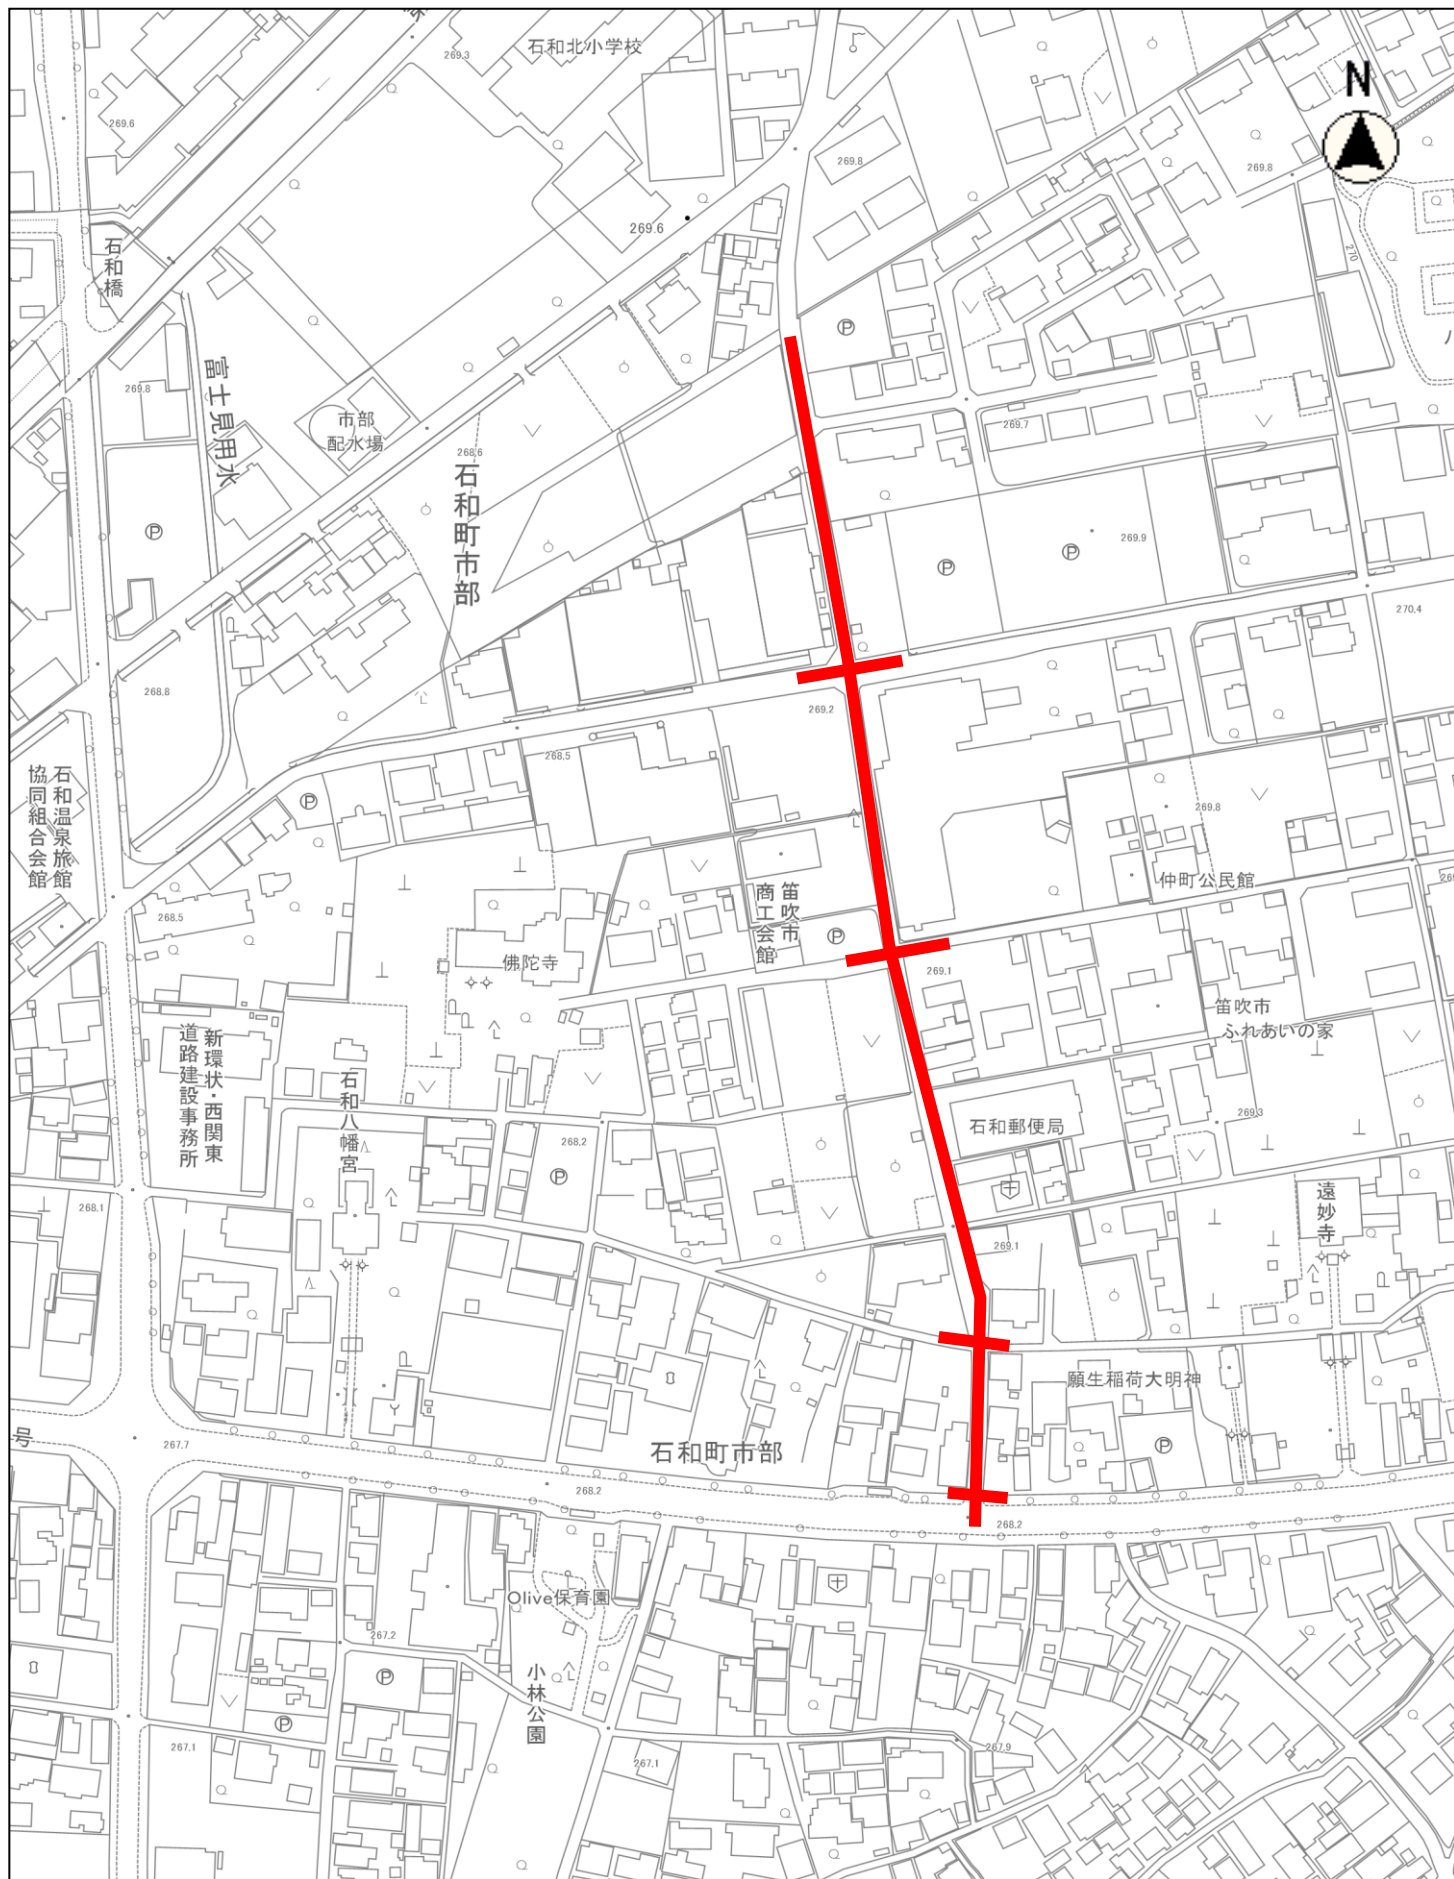 石和北小学校
269.3
N
269.6
269.8
269.8
269.6
石和橋
270
269.8
富士見用水
市部
配水場
268.6
269.7
石和町市部
P
269.9
P
P
P
270.4
268.8
269.2
268.5
石和温泉旅館
協同組合会館
P
269.8
仲町公民館
笛吹市
商工会館
P
268.5
佛陀寺
269.1
笛吹市
ふれあいの家
新環状・西関東
道路建設事務所
石和八幡宮
石和郵便局
269.3
268.2
P
268.1
遠妙寺
269.1
願生稲荷大明神
号
267.7
石和町市部
P
268.2
268.2
Olive保育園
267.2
P
小林公園
P
267.1
267.1
267.9